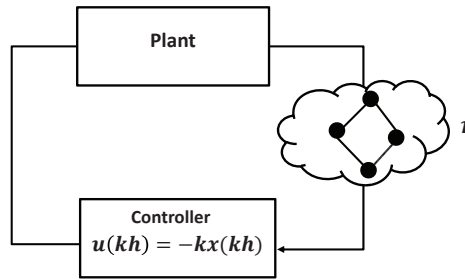 Plant
Controller
u(kh) = −kx(kh)